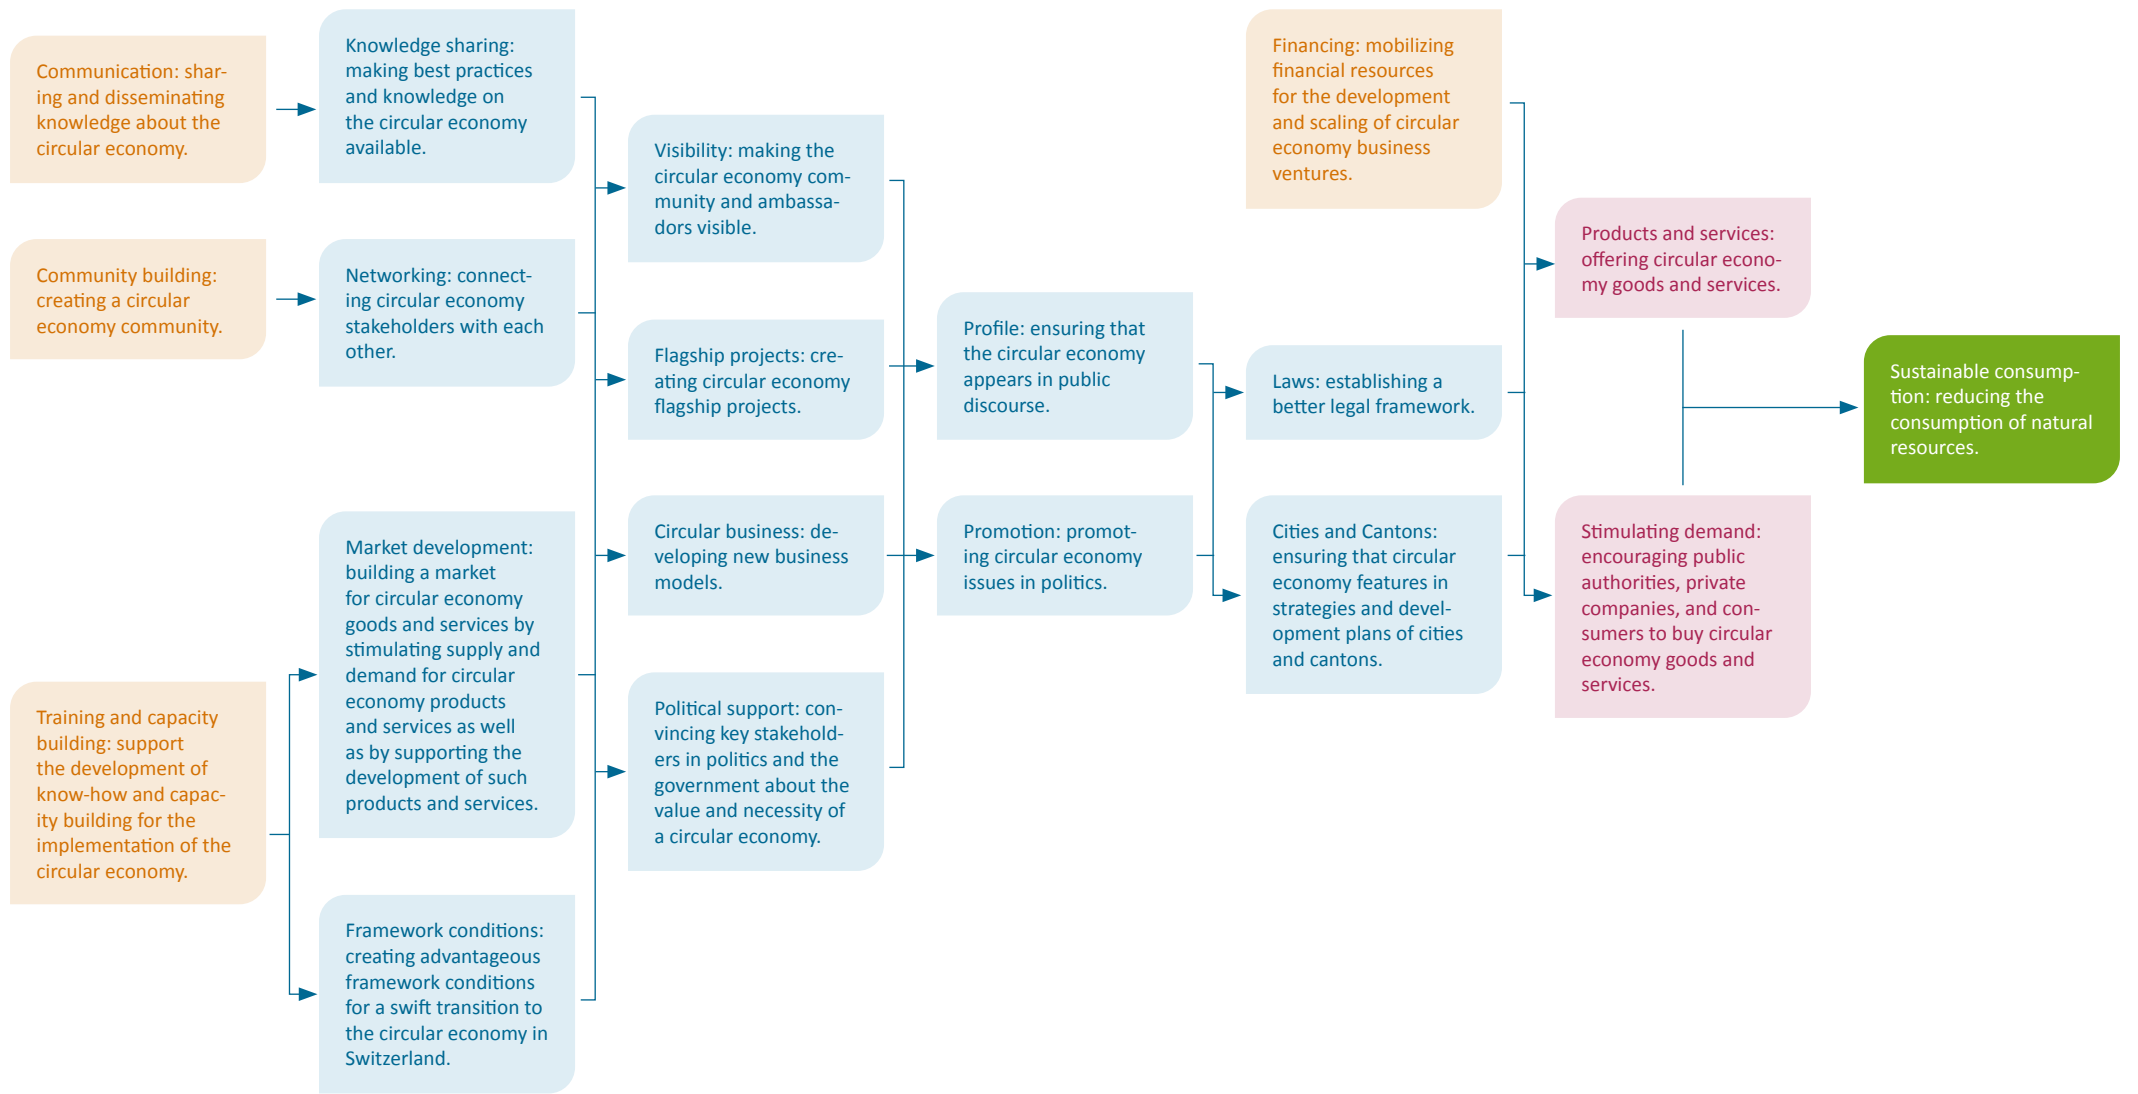 Communication: shar-
ing and disseminating
knowledge about the
circular economy.
Community building:
creating a circular
economy community.
Training and capacity
building: support
the development of
know-how and capac-
ity building for the
implementation of the
circular economy.
Knowledge sharing:
making best practices
and knowledge on
the circular economy
available.
Networking: connect-
ing circular economy
stakeholders with each
other.
Market development:
building a market
for circular economy
goods and services by
stimulating supply and
demand for circular
economy products
and services as well
as by supporting the
development of such
products and services.
Framework conditions:
creating advantageous
framework conditions
for a swift transition to
the circular economy in
Switzerland.
Visibility: making the
circular economy com-
munity and ambassa-
dors visible.
Flagship projects: cre-
ating circular economy
flagship projects.
Circular business: de-
veloping new business
models.
Political support: con-
vincing key stakehold-
ers in politics and the
government about the
value and necessity of
a circular economy.
Profile: ensuring that
the circular economy
appears in public
discourse.
Promotion: promot-
ing circular economy
issues in politics.
Financing: mobilizing
financial resources
for the development
and scaling of circular
economy business
ventures.
Laws: establishing a
better legal framework.
Cities and Cantons:
ensuring that circular
economy features in
strategies and devel-
opment plans of cities
and cantons.
Products and services:
offering circular econo-
my goods and services.
Stimulating demand:
encouraging public
authorities, private
companies, and con-
sumers to buy circular
economy goods and
services.
Sustainable consump-
tion: reducing the
consumption of natural
resources.